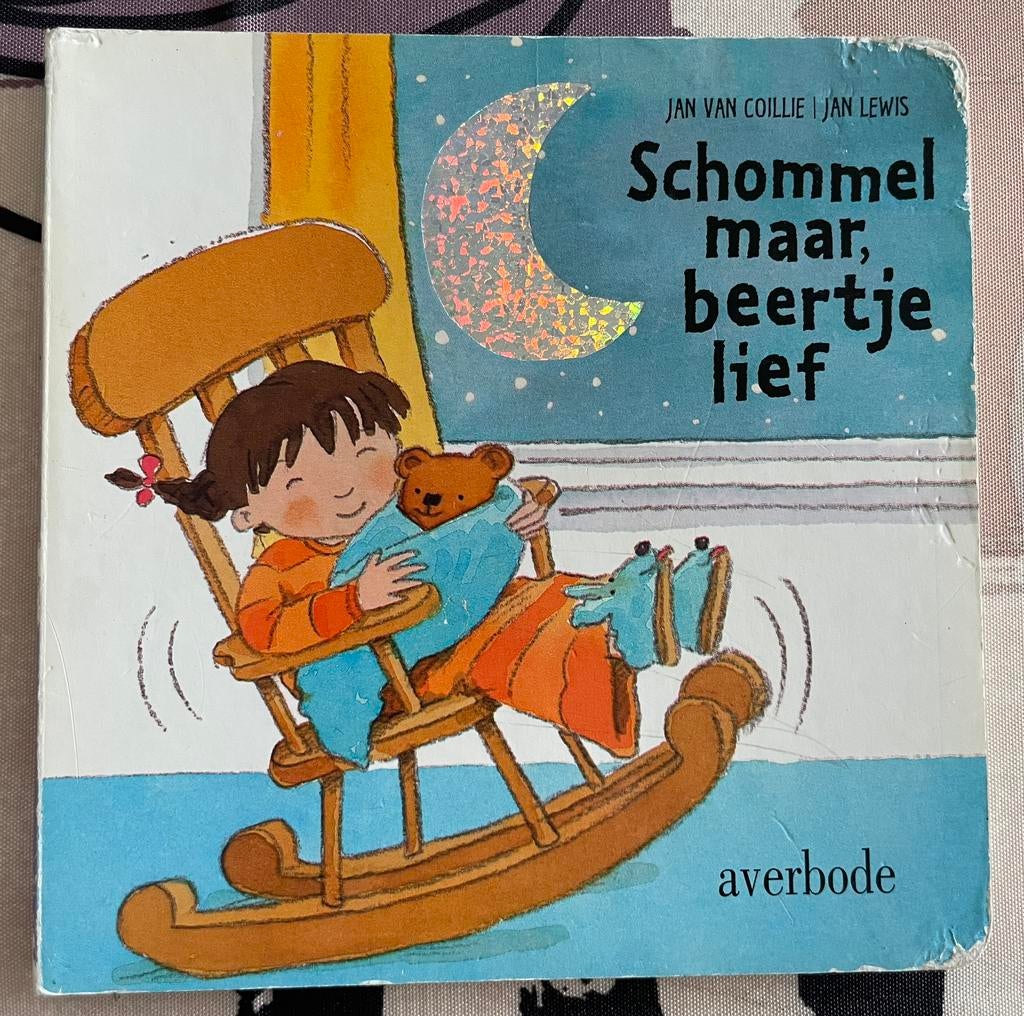 JAN VAN COILLIE | JAN LEWIS
Schommel
maar,
beertje
lief
averbode